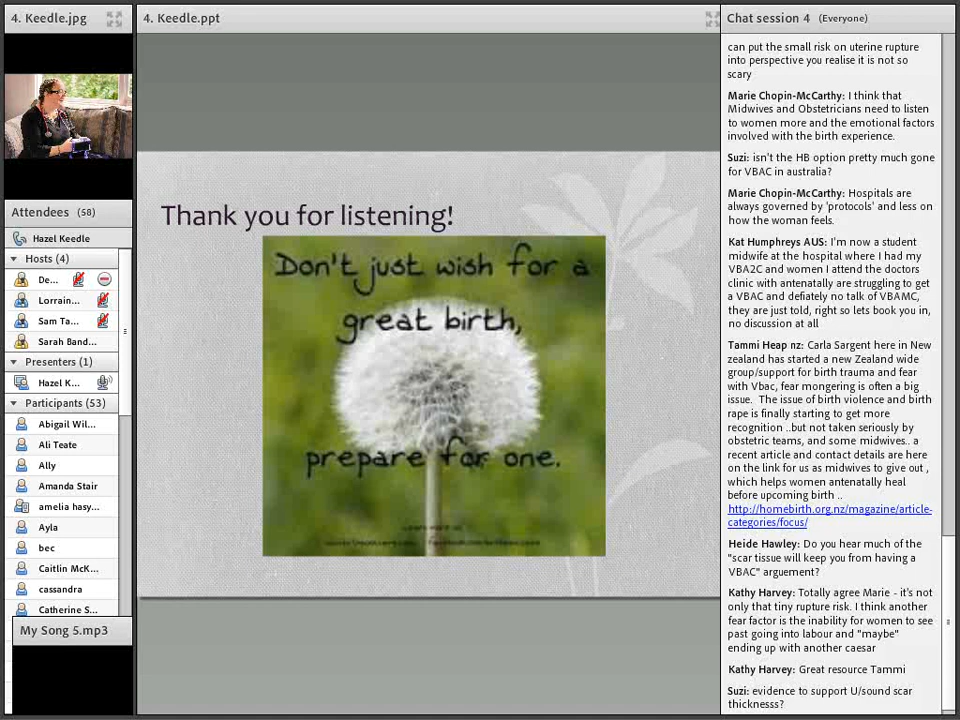 4. Keedle.jpg
Attendees (58)
Hazel Keedle
Hosts (4)
De...
Lorrain...
Sam Ta...
Sarah Band...
Presenters (1)
Hazel K...
Participants (53)
Abigail Wil...
Ali Teate
Ally
Amanda Stair
amelia hasy...
Ayla
bec
Caitlin McK...
cassandra
Catherine S...
My Song 5.mp3
4. Keedle.ppt
Thank you for listening!
Don't just wish for a
great birth,
prepare for one.
Chat session 4 (Everyone)
can put the small risk on uterine rupture
into perspective you realise it is not so
scary
Marie Chopin-McCarthy: I think that
Midwives and Obstetricians need to listen
to women more and the emotional factors
involved with the birth experience.
Suzi: isn't the HB option pretty much gone
for VBAC in australia?
Marie Chopin-McCarthy: Hospitals are
always governed by 'protocols' and less on
how the woman feels.
Kat Humphreys AUS: I'm now a student
midwife at the hospital where I had my
VBA2C and women I attend the doctors
clinic with antenatally are struggling to get
a VBAC and defiately no talk of VBAMC,
they are just told, right so lets book you in,
no discussion at all
Tammi Heap nz: Carla Sargent here in New
zealand has started a new Zealand wide
group/support for birth trauma and fear
with Vbac, fear mongering is often a big
issue. The issue of birth violence and birth
rape is finally starting to get more
recognition ..but not taken seriously by
obstetric teams, and some midwives.. a
recent article and contact details are here
on the link for us as midwives to give out ,
which helps women antenatally heal
before upcoming birth ..
http://homebirth.org.nz/magazine/article-
categories/focus/
Heide Hawley: Do you hear much of the
"scar tissue will keep you from having a
VBAC" arguement?
Kathy Harvey: Totally agree Marie - it's not
only that tiny rupture risk. I think another
fear factor is the inability for women to see
past going into labour and "maybe"
ending up with another caesar
Kathy Harvey: Great resource Tammi
Suzi: evidence to support U/sound scar
thicknesss?